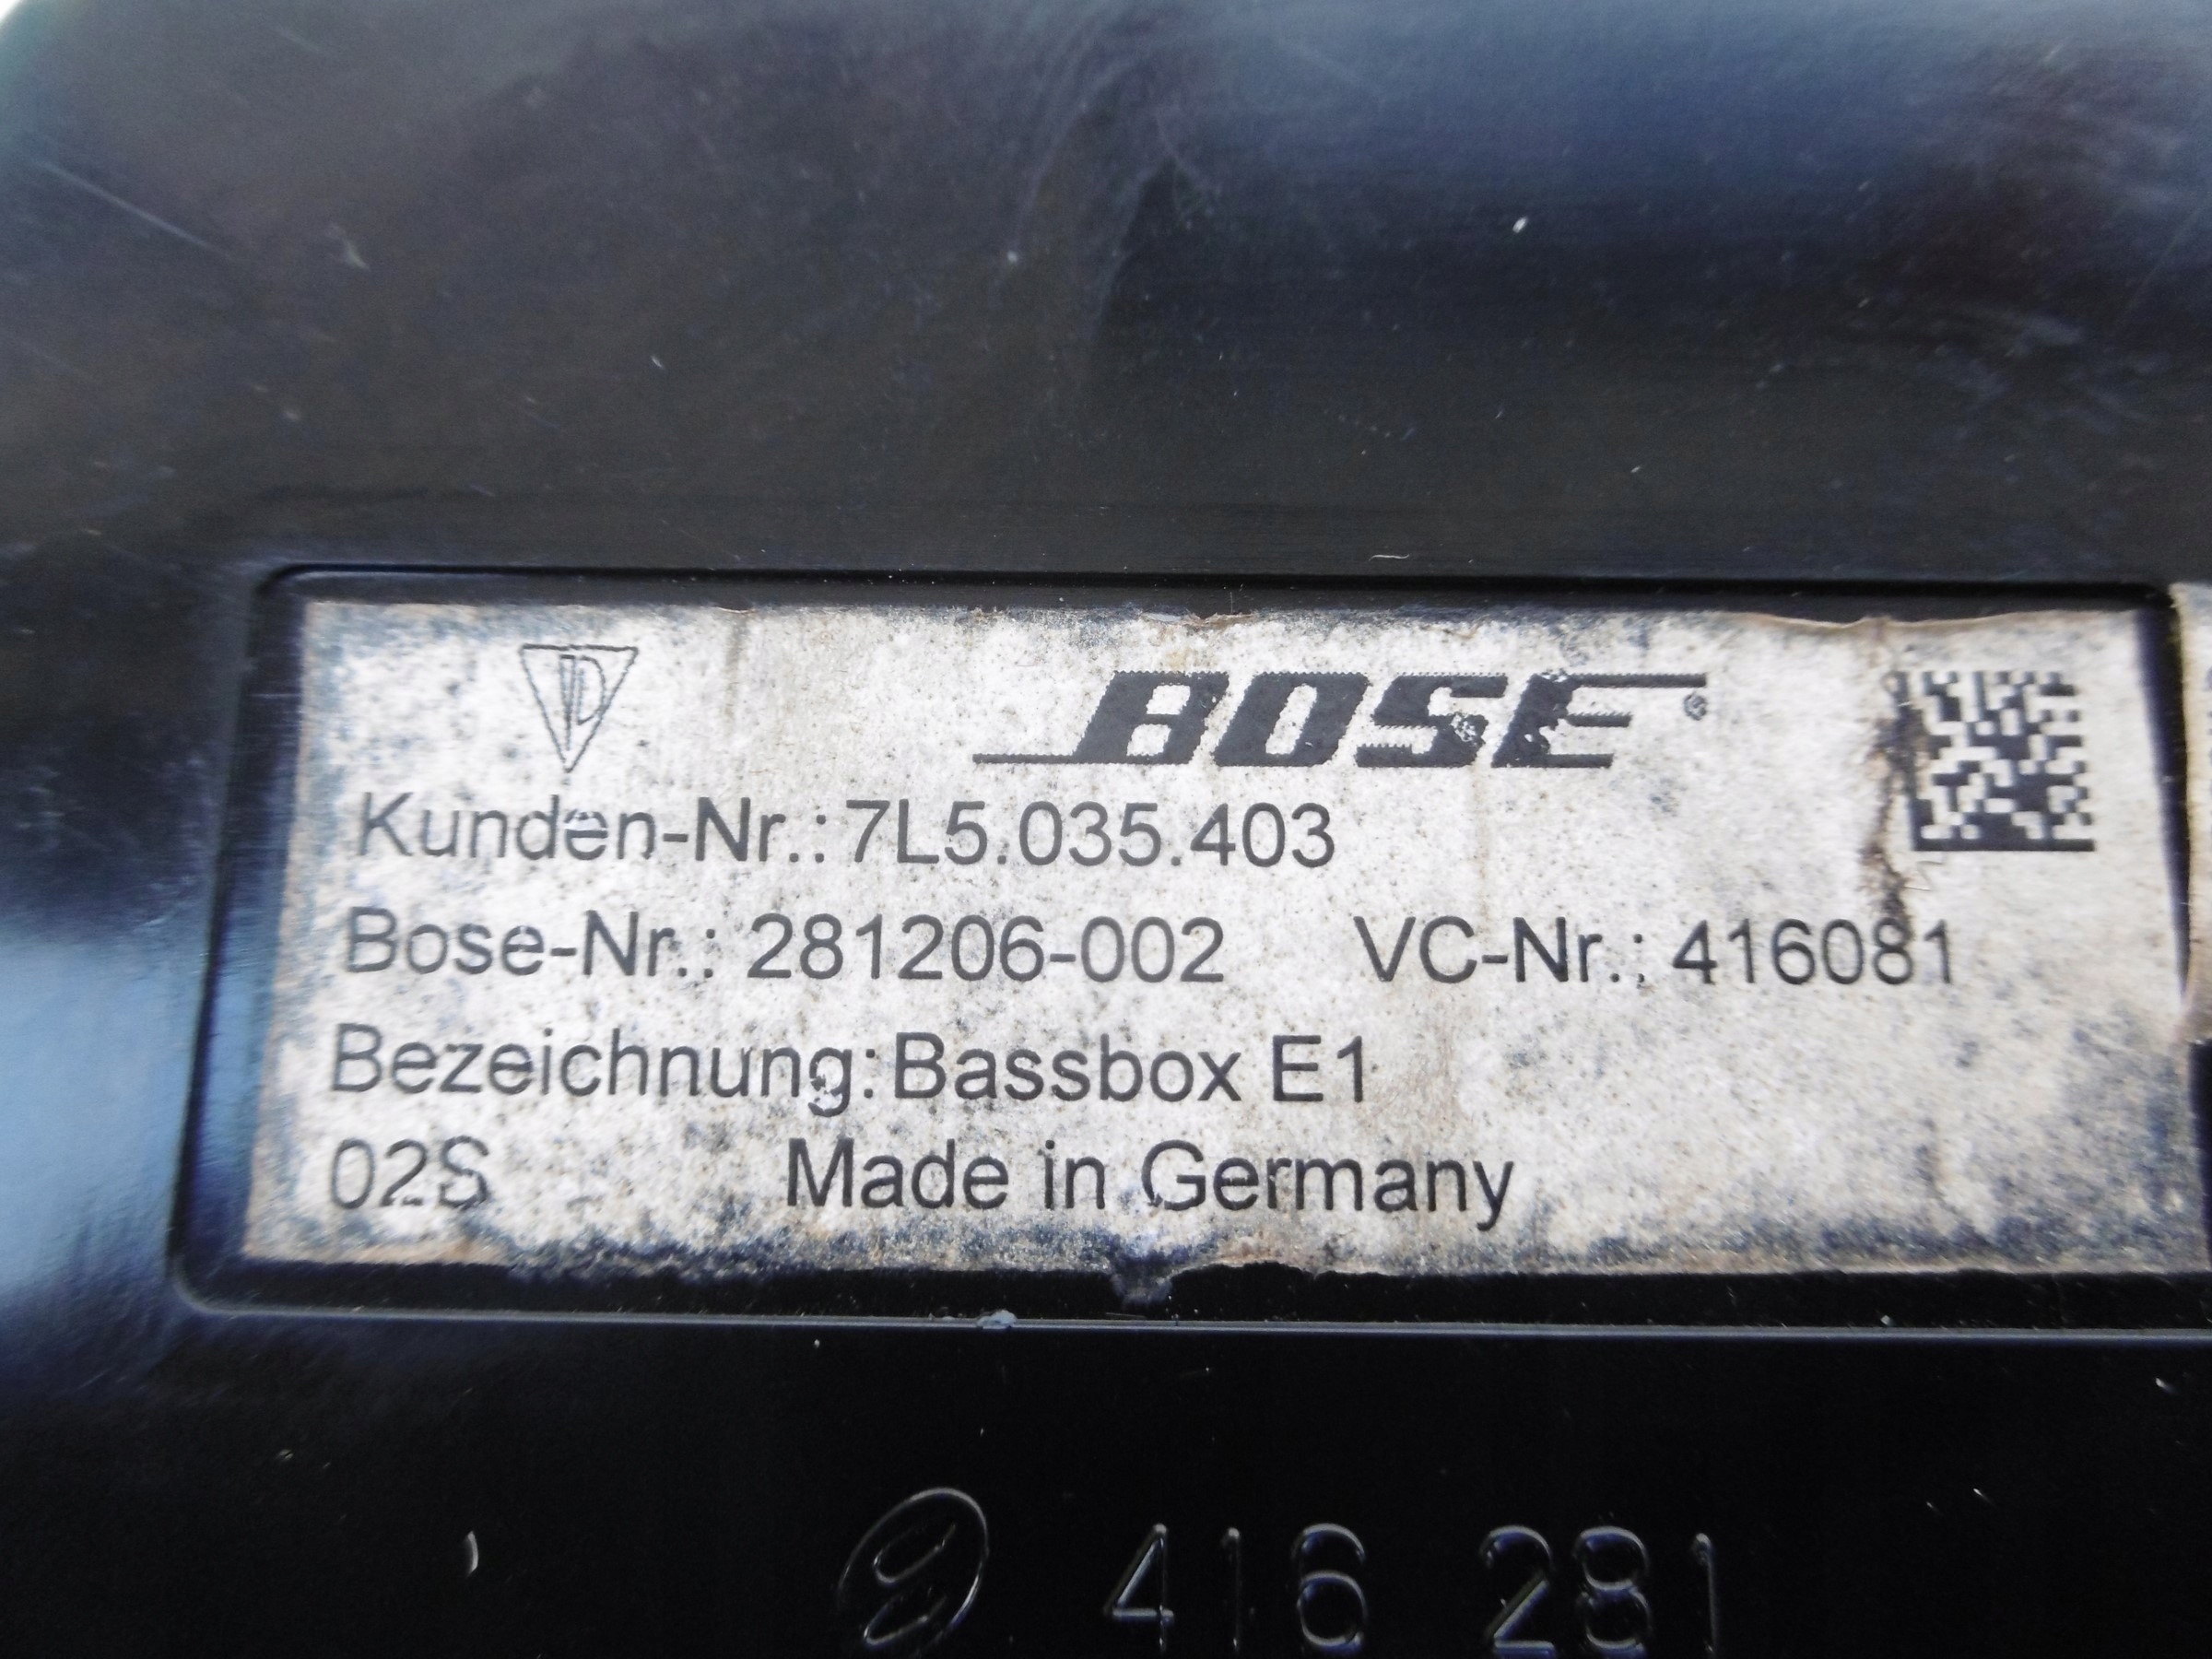 BOSE®
Kunden-Nr.: 7L5.035.403
Bose-Nr.: 281206-002 VC-Nr.: 416081
Bezeichnung: Bassbox E1
02S Made in Germany
416 281